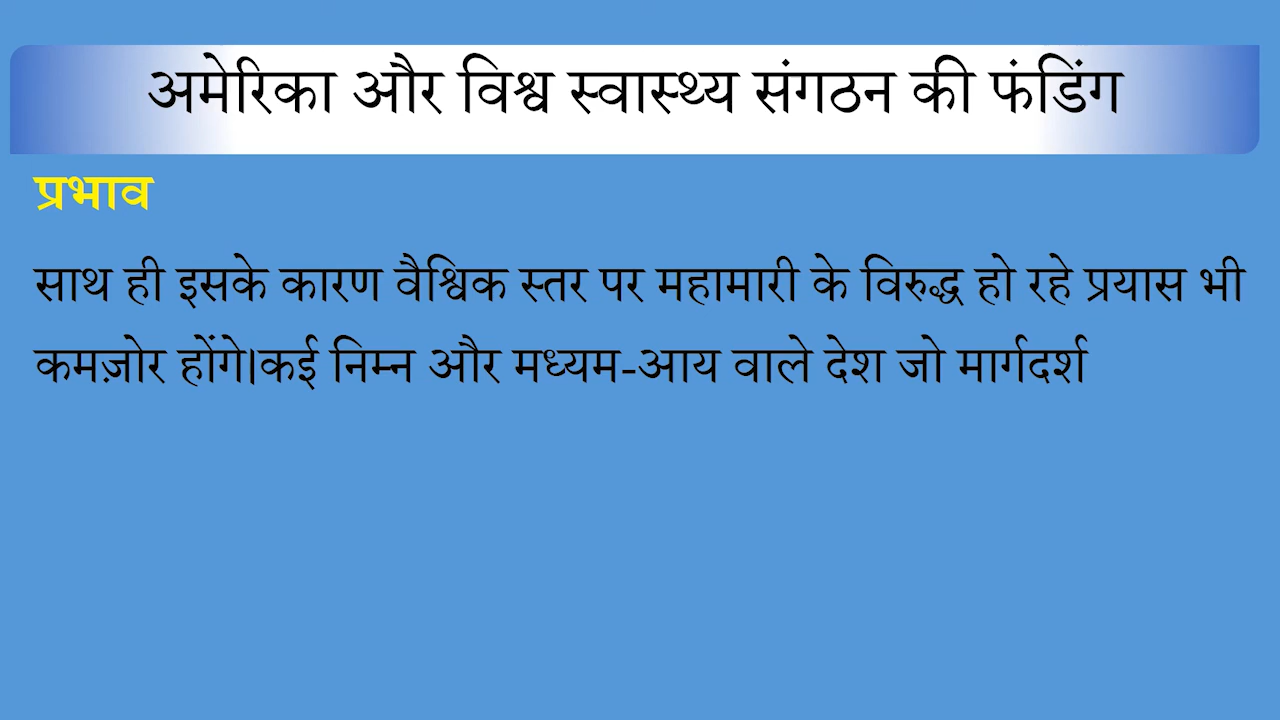 अमेरिका और विश्व स्वास्थ्य संगठन की फंडिंग
प्रभाव
साथ ही इसके कारण वैश्विक स्तर पर महामारी के विरुद्ध हो रहे प्रयास भी
कमज़ोर होंगे।कई निम्न और मध्यम-आय वाले देश जो मार्गदर्श